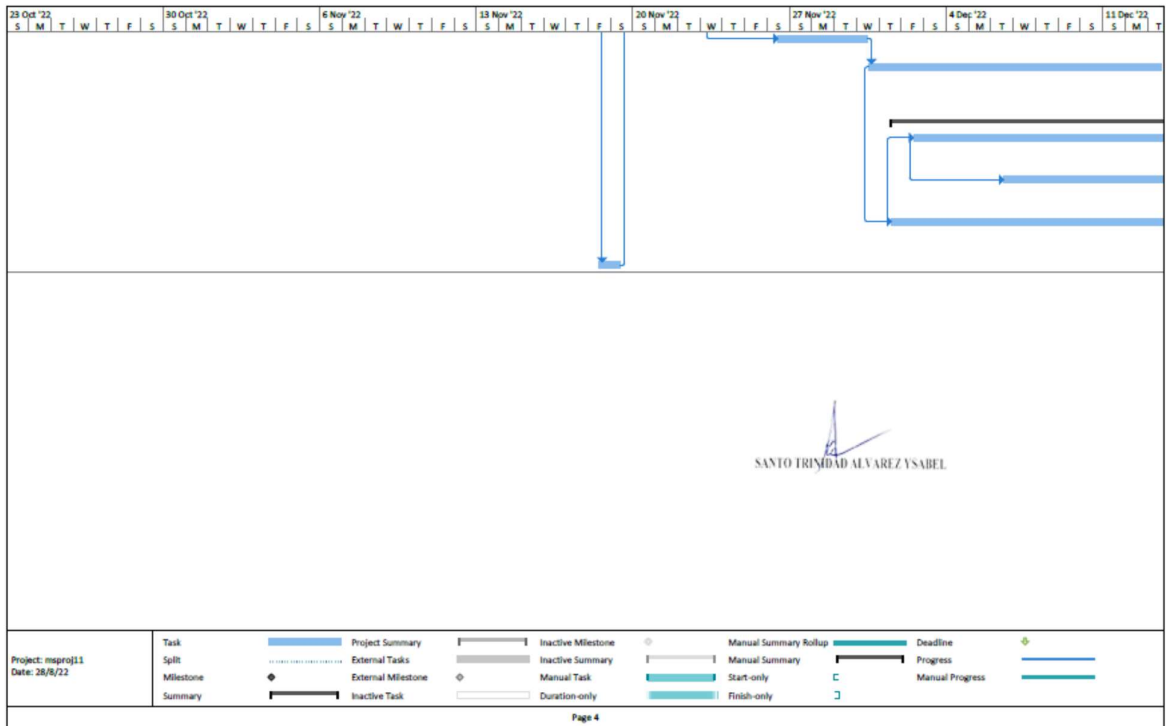 23 Oct '22 30 Oct '22 6 Nov '22 13 Nov '22 20 Nov '22 27 Nov '22 4 Dec '22 11 Dec '22
S M T W T F S S M T W T F S S M T W T F S S M T W T F S S M T W T F S S M T W T F S S M T W T F S S M T
SANTO TRINIDAD ALVAREZ YSABEL
Project: msproj11
Date: 28/8/22
Task Project Summary Inactive Milestone Manual Summary Rollup Deadline
Split External Tasks Inactive Summary Manual Summary Progress
Milestone External Milestone Manual Task Start-only Manual Progress
Summary Inactive Task Duration-only Finish-only
Page 4